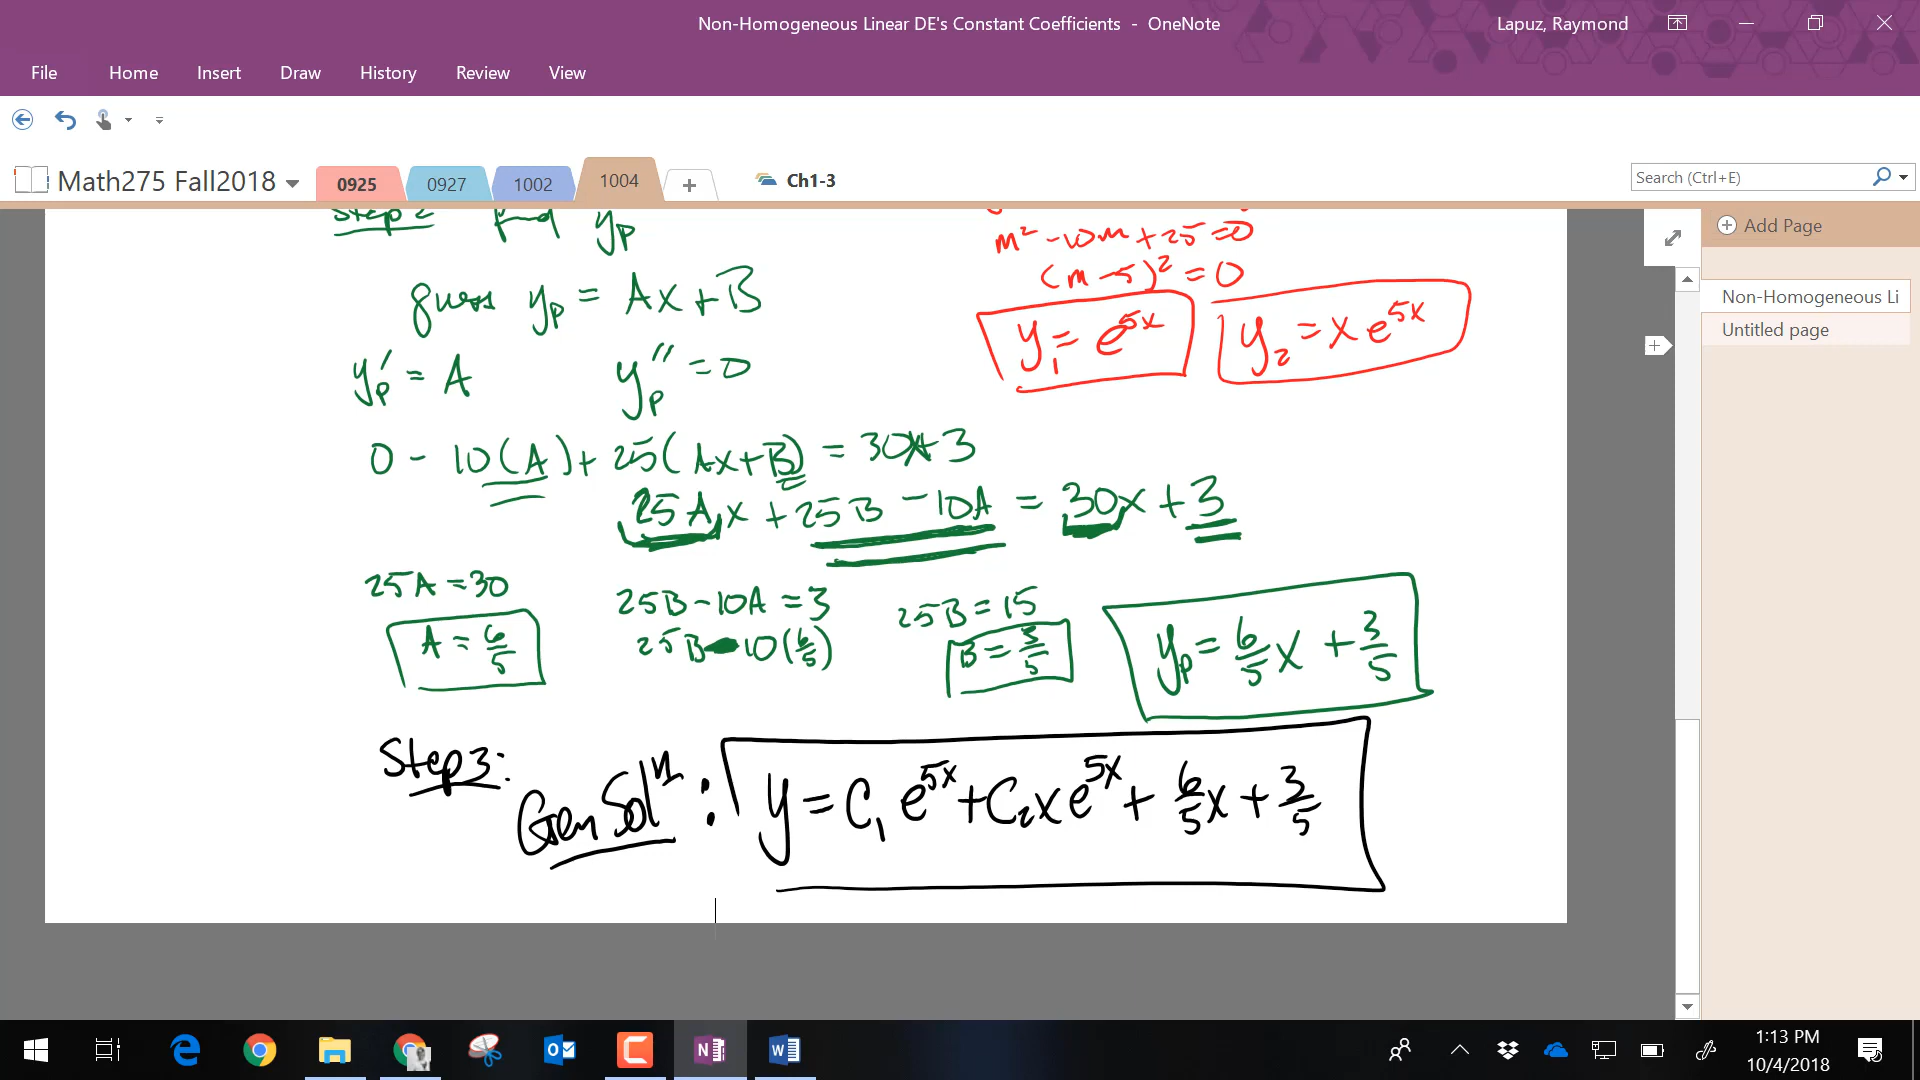 Non-Homogeneous Linear DE's Constant Coefficients - OneNote
Lapuz, Raymond
File Home Insert Draw History Review View
Math275 Fall2018 0925 0927 1002 1004 + Ch1-3
Search (Ctrl+E)
Add Page
Non-Homogeneous Li
Untitled page
Step 2 find yp
guess yp = Ax+B
yp' = A yp'' = 0
0 - 10(A) + 25(Ax+B) = 30x+3
25Ax + 25B - 10A = 30x + 3
m² - 10m + 25 = 0
(m-5)² = 0
y₁ = e^5x y₂ = xe^5x
25A = 30
A = 6/5
25B - 10A = 3
25B - 10(6/5)
25B = 15
B = 3/5
yp = 6/5 x + 3/5
Step 3:
Gen Solⁿ : y = C₁e^5x + C₂xe^5x + 6/5 x + 3/5
1:13 PM
10/4/2018